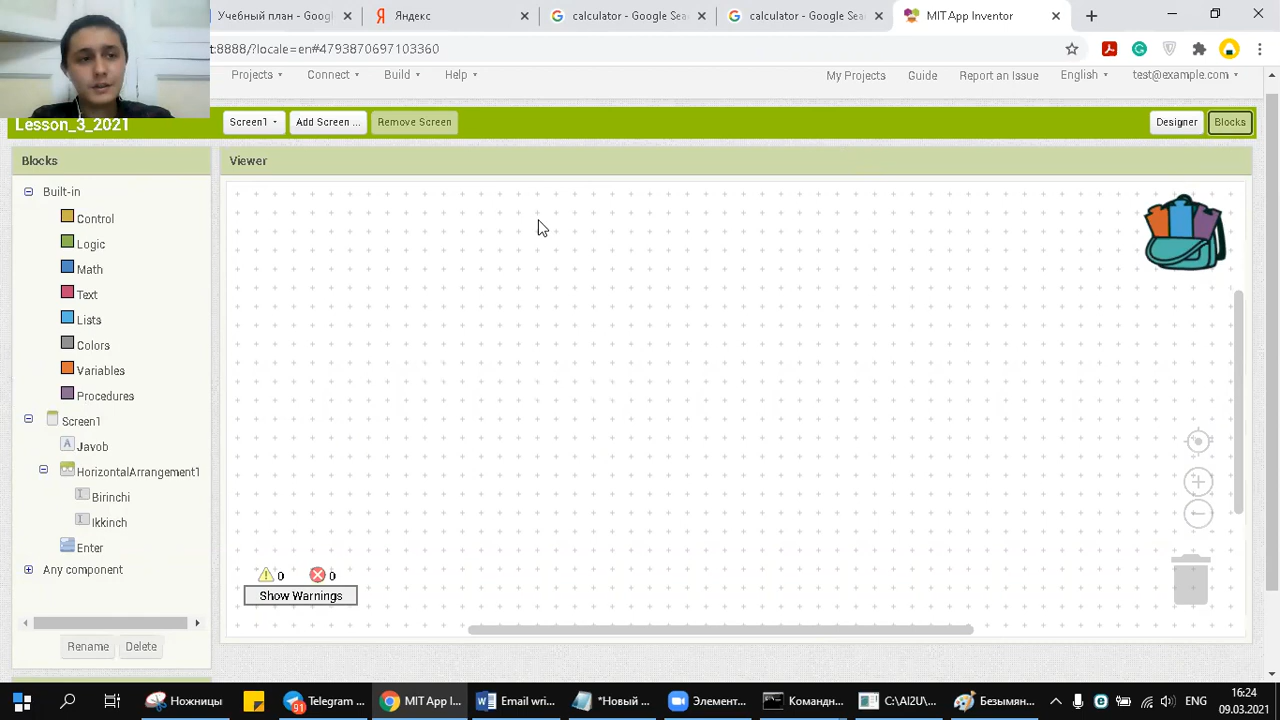 Учебный план - Googl
Яндекс
calculator - Google Sea
calculator - Google Sea
MIT App Inventor
t:8888/?locale=en#4793870697103360
Projects
Connect
Build
Help
My Projects
Guide
Report an Issue
English
test@example.com
Lesson_3_2021
Screen1
Add Screen ...
Remove Screen
Designer
Blocks
Blocks
Viewer
Built-in
Control
Logic
Math
Text
Lists
Colors
Variables
Procedures
Screen1
Javob
HorizontalArrangement1
Birinchi
Ikkinch
Enter
Any component
0
0
Show Warnings
Rename
Delete
Ножницы
91
Telegram ...
MIT App I...
Email wri...
*Новый ...
Элемент...
Командн...
C:\AI2U\...
Безымян...
ENG
16:24
09.03.2021